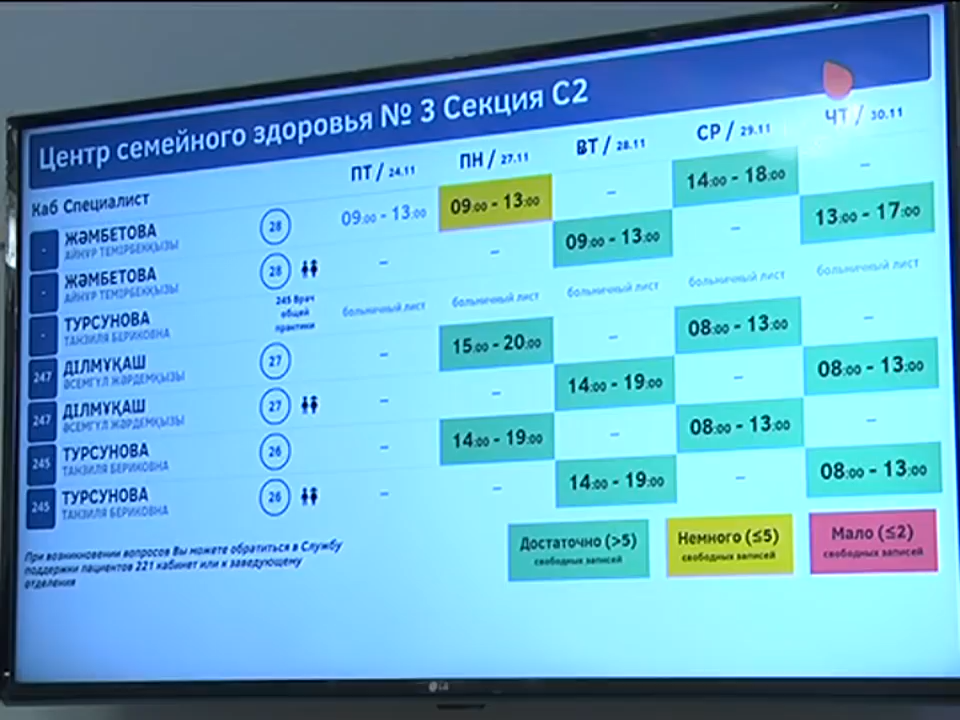 Центр семейного здоровья № 3 Секция С2
Каб Специалист ПТ / 24.11 ПН / 27.11 ВТ / 28.11 СР / 29.11 ЧТ / 30.11
- ЖӘМБЕТОВА 28 09:00 - 13:00 09:00 - 13:00 – 14:00 - 18:00 –
АЙНҰР ТЕМІРБЕКҚЫЗЫ
- ЖӘМБЕТОВА 28 – – 09:00 - 13:00 – 13:00 - 17:00
АЙНҰР ТЕМІРБЕКҚЫЗЫ
- ТУРСУНОВА 245 Врач общей практики больничный лист больничный лист больничный лист больничный лист больничный лист
ТАНЗИЛЯ БЕРИКОВНА
247 ДІЛМҰҚАШ 27 – 15:00 - 20:00 – 08:00 - 13:00 –
ӘСЕМГҮЛ ЖӘРДЕМҚЫЗЫ
247 ДІЛМҰҚАШ 27 – – 14:00 - 19:00 – 08:00 - 13:00
ӘСЕМГҮЛ ЖӘРДЕМҚЫЗЫ
245 ТУРСУНОВА 26 – 14:00 - 19:00 – 08:00 - 13:00 –
ТАНЗИЛЯ БЕРИКОВНА
245 ТУРСУНОВА 26 – – 14:00 - 19:00 – 08:00 - 13:00
ТАНЗИЛЯ БЕРИКОВНА
При возникновении вопросов Вы можете обратиться в Службу
поддержки пациентов 221 кабинет или к заведующему
отделения
Достаточно (>5) Немного (≤5) Мало (≤2)
свободных записей свободных записей свободных записей
LG